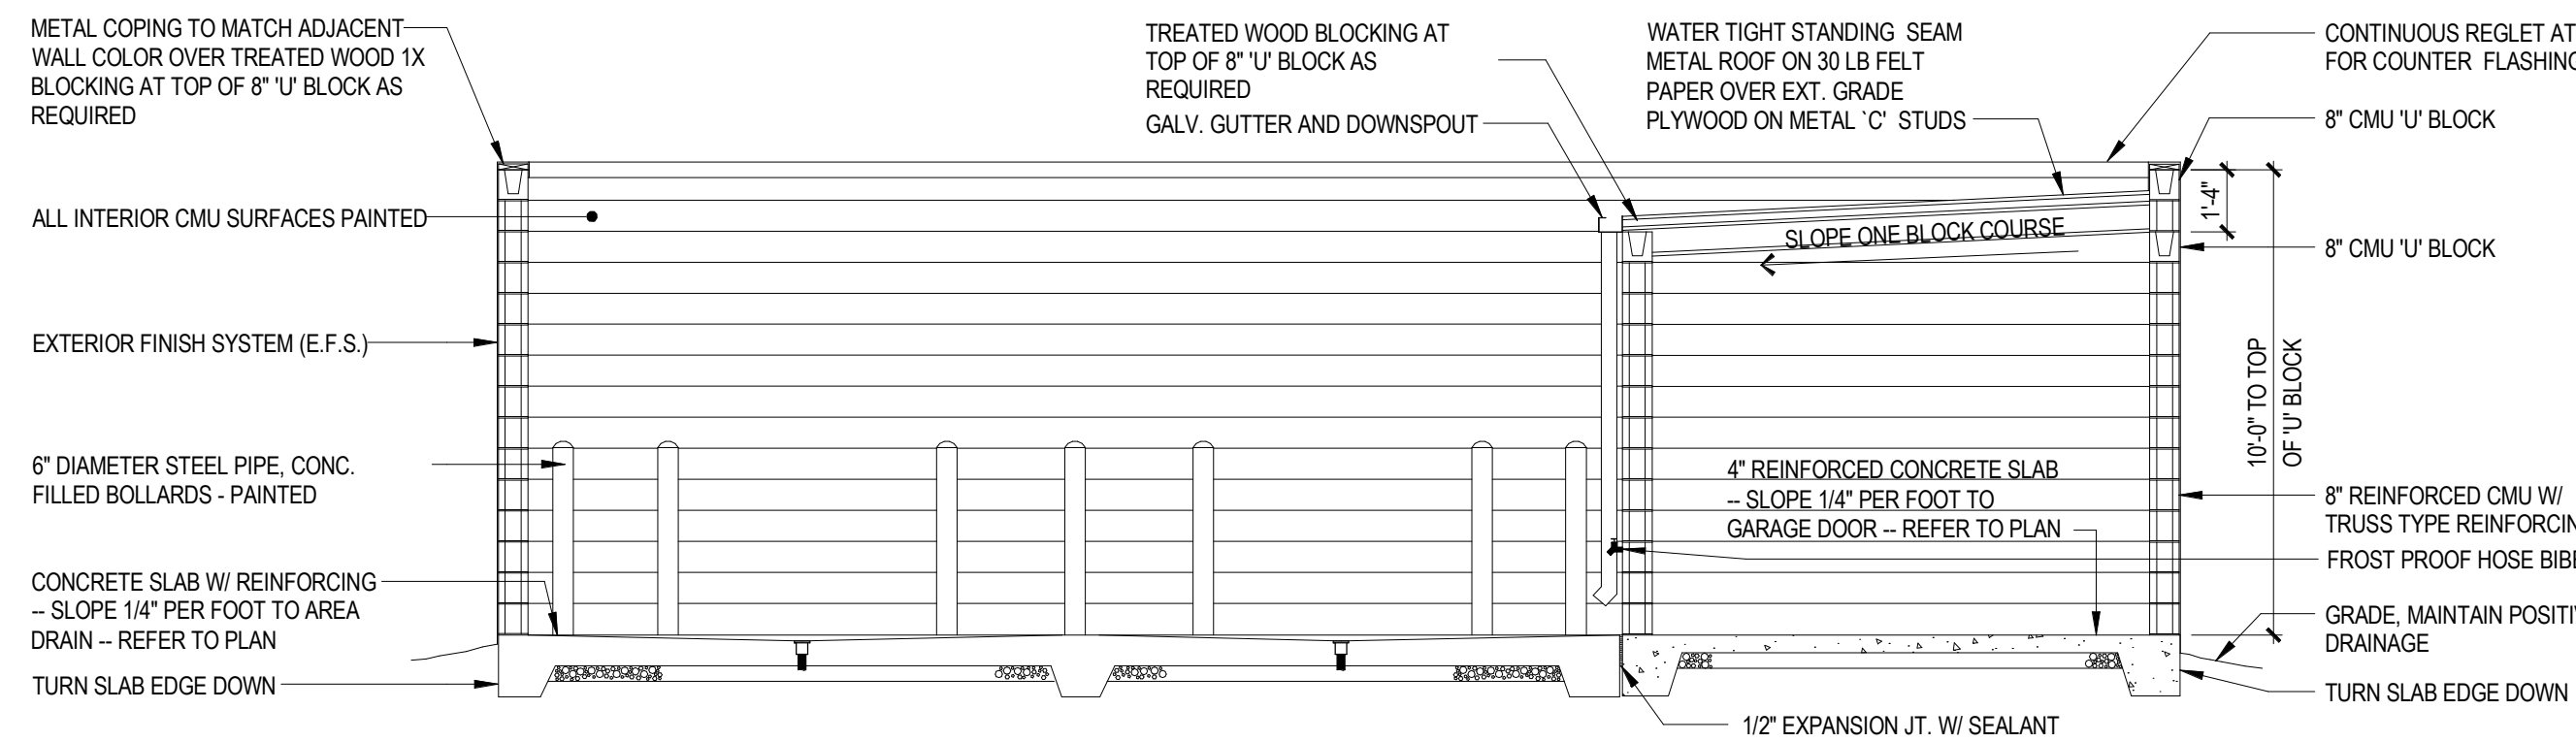 METAL COPING TO MATCH ADJACENT
WALL COLOR OVER TREATED WOOD 1X
BLOCKING AT TOP OF 8" 'U' BLOCK AS
REQUIRED
ALL INTERIOR CMU SURFACES PAINTED
EXTERIOR FINISH SYSTEM (E.F.S.)
6" DIAMETER STEEL PIPE, CONC.
FILLED BOLLARDS - PAINTED
CONCRETE SLAB W/ REINFORCING
-- SLOPE 1/4" PER FOOT TO AREA
DRAIN -- REFER TO PLAN
TURN SLAB EDGE DOWN
TREATED WOOD BLOCKING AT
TOP OF 8" 'U' BLOCK AS
REQUIRED
GALV. GUTTER AND DOWNSPOUT
WATER TIGHT STANDING SEAM
METAL ROOF ON 30 LB FELT
PAPER OVER EXT. GRADE
PLYWOOD ON METAL `C' STUDS
SLOPE ONE BLOCK COURSE
4" REINFORCED CONCRETE SLAB
-- SLOPE 1/4" PER FOOT TO
GARAGE DOOR -- REFER TO PLAN
1/2" EXPANSION JT. W/ SEALANT
1'-4"
10'-0" TO TOP
OF 'U' BLOCK
CONTINUOUS REGLET AT
FOR COUNTER FLASHING
8" CMU 'U' BLOCK
8" CMU 'U' BLOCK
8" REINFORCED CMU W/
TRUSS TYPE REINFORCIN
FROST PROOF HOSE BIB
GRADE, MAINTAIN POSITI
DRAINAGE
TURN SLAB EDGE DOWN